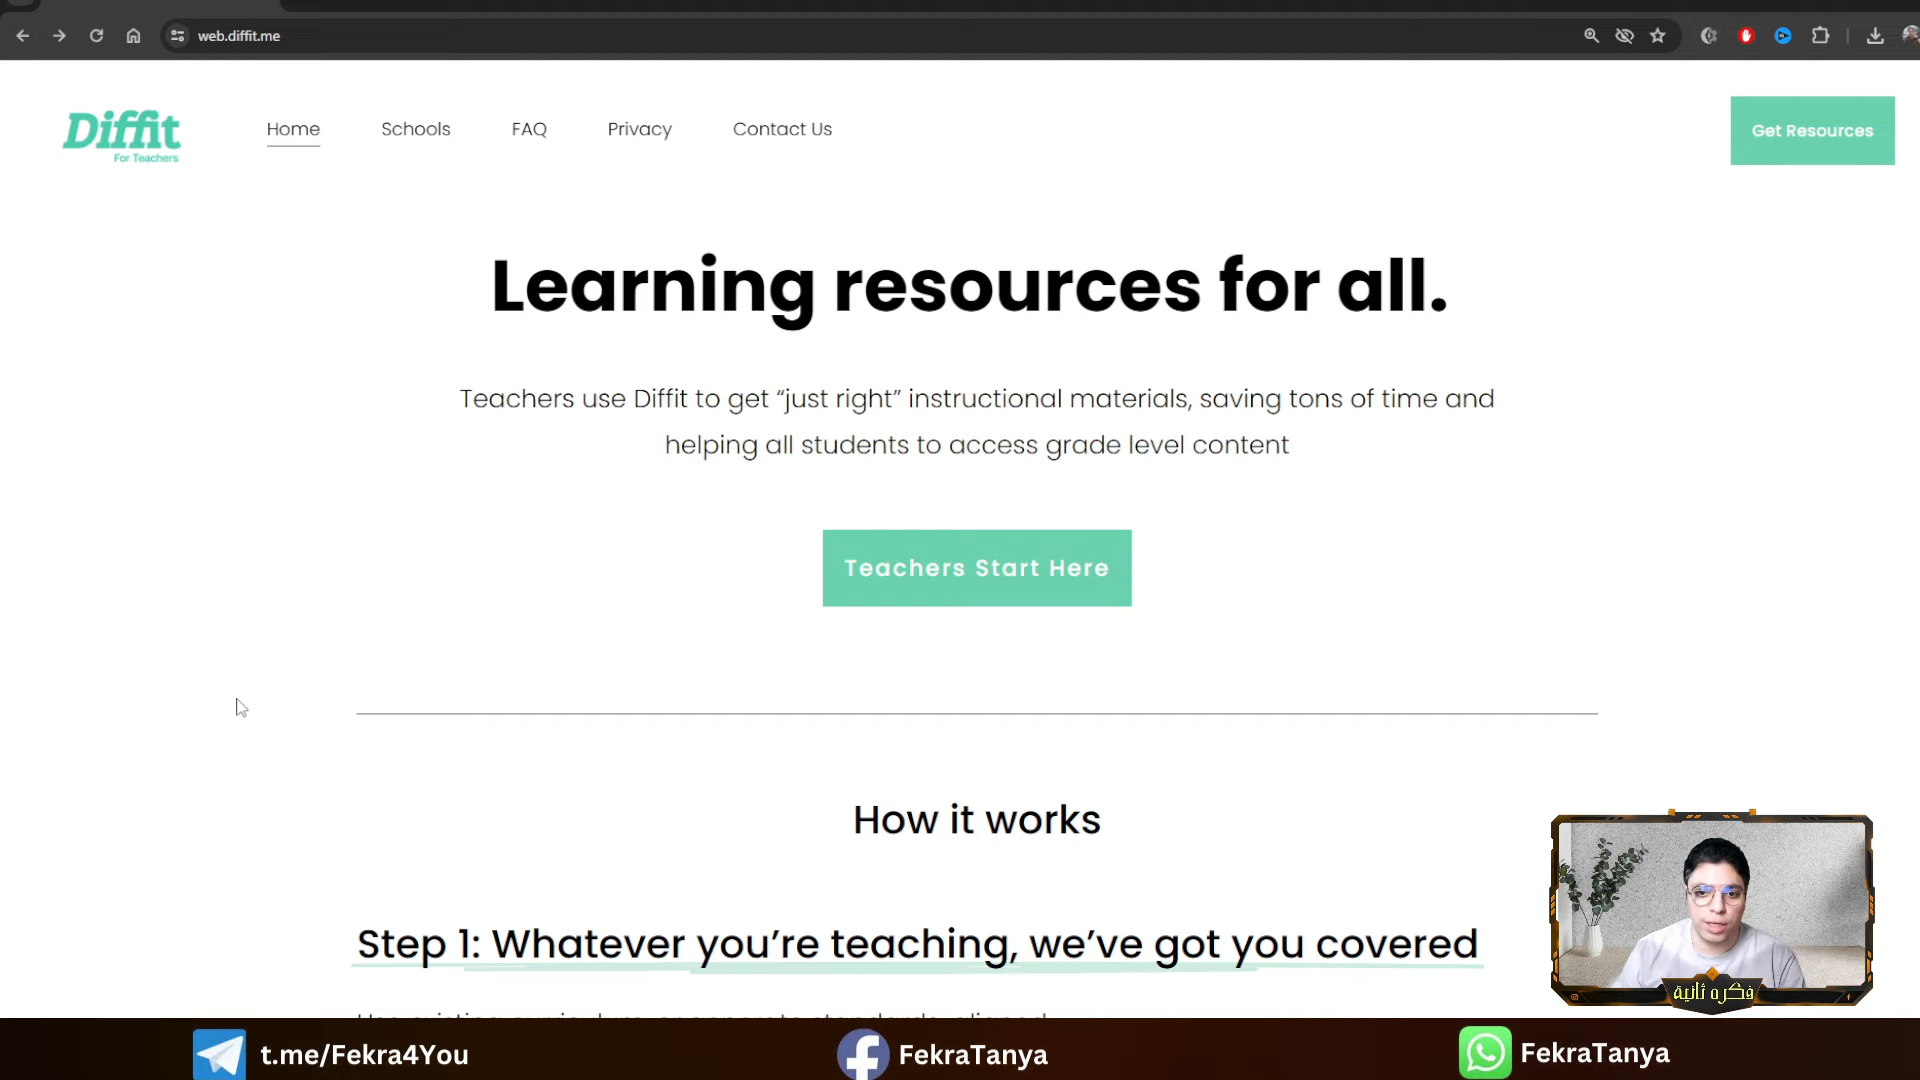 web.diffit.me
Diffit
For Teachers
Home
Schools
FAQ
Privacy
Contact Us
Get Resources
Learning resources for all.
Teachers use Diffit to get “just right” instructional materials, saving tons of time and
helping all students to access grade level content
Teachers Start Here
How it works
Step 1: Whatever you’re teaching, we’ve got you covered
فكره ثانية
t.me/Fekra4You
FekraTanya
FekraTanya